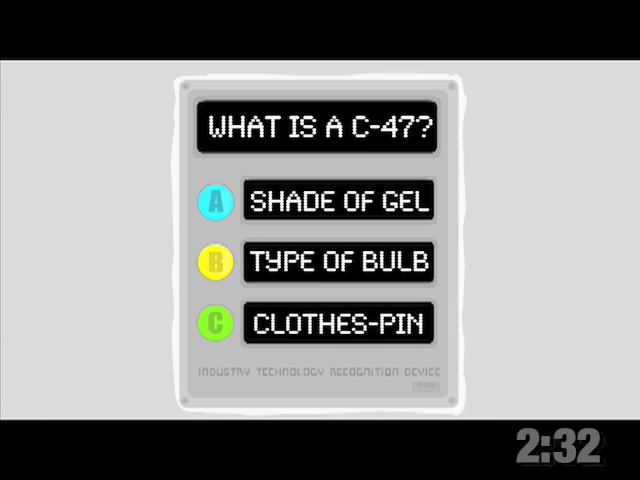 WHAT IS A C-47?
A SHADE OF GEL
B TYPE OF BULB
C CLOTHES-PIN
INDUSTRY TECHNOLOGY RECOGNITION DEVICE
2:32